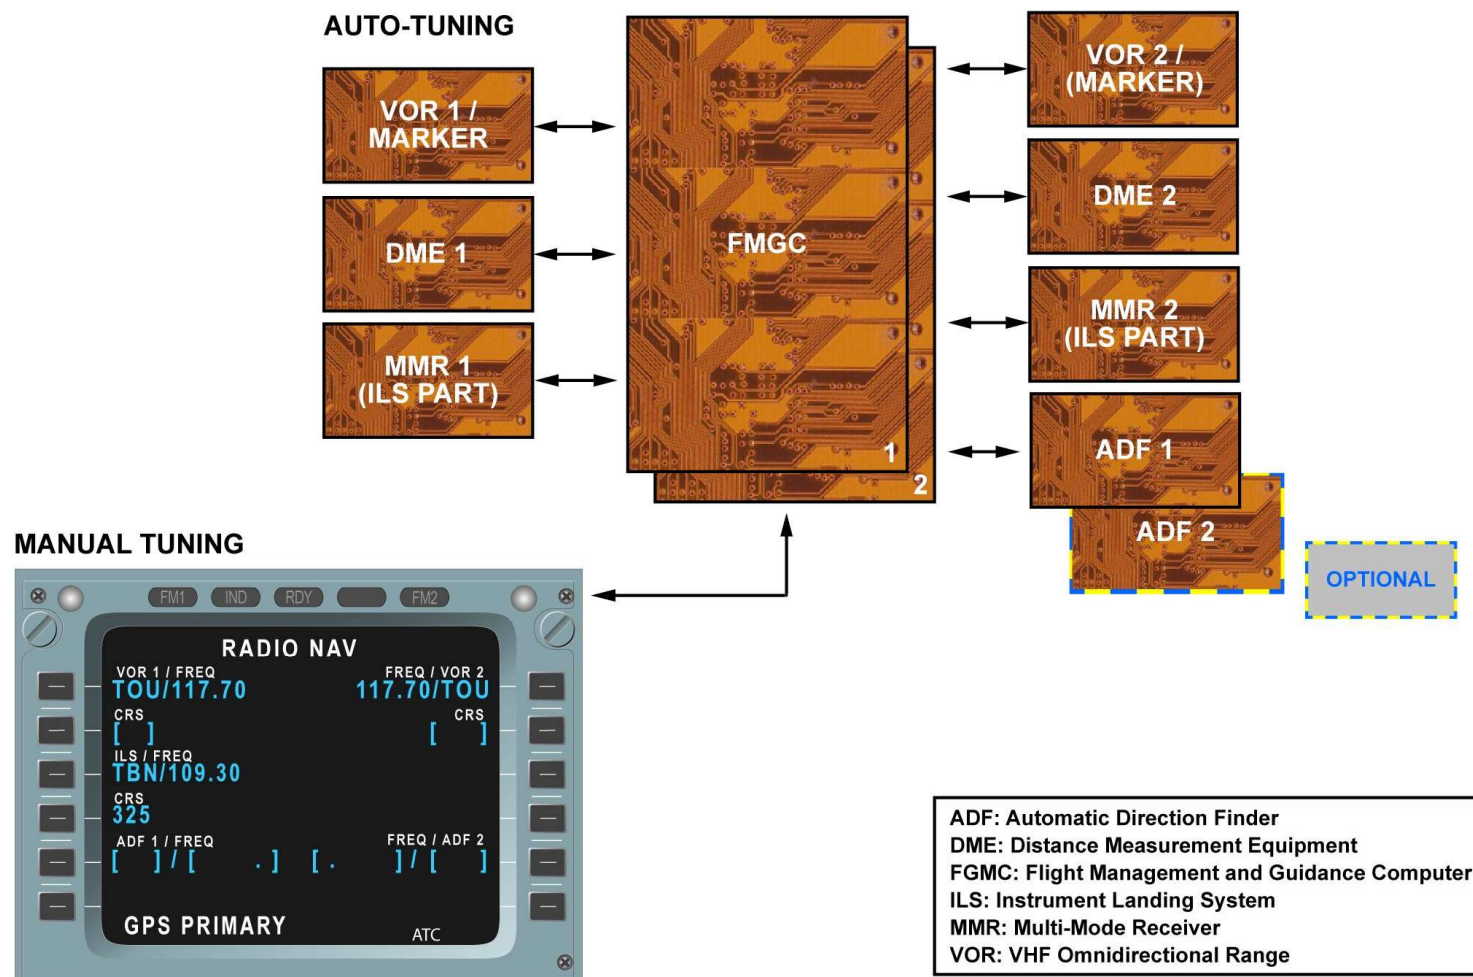 AUTO-TUNING
VOR 1 /
MARKER
DME 1
MMR 1
(ILS PART)
FMGC
1
2
VOR 2 /
(MARKER)
DME 2
MMR 2
(ILS PART)
ADF 1
ADF 2
OPTIONAL
MANUAL TUNING
FM1 IND RDY FM2
RADIO NAV
VOR 1 / FREQ FREQ / VOR 2
TOU/117.70 117.70/TOU
CRS CRS
[ ] [ ]
ILS / FREQ
TBN/109.30
CRS
325
ADF 1 / FREQ FREQ / ADF 2
[ ] / [ . ] [ . ] / [ ]
GPS PRIMARY
ATC
ADF: Automatic Direction Finder
DME: Distance Measurement Equipment
FGMC: Flight Management and Guidance Computer
ILS: Instrument Landing System
MMR: Multi-Mode Receiver
VOR: VHF Omnidirectional Range